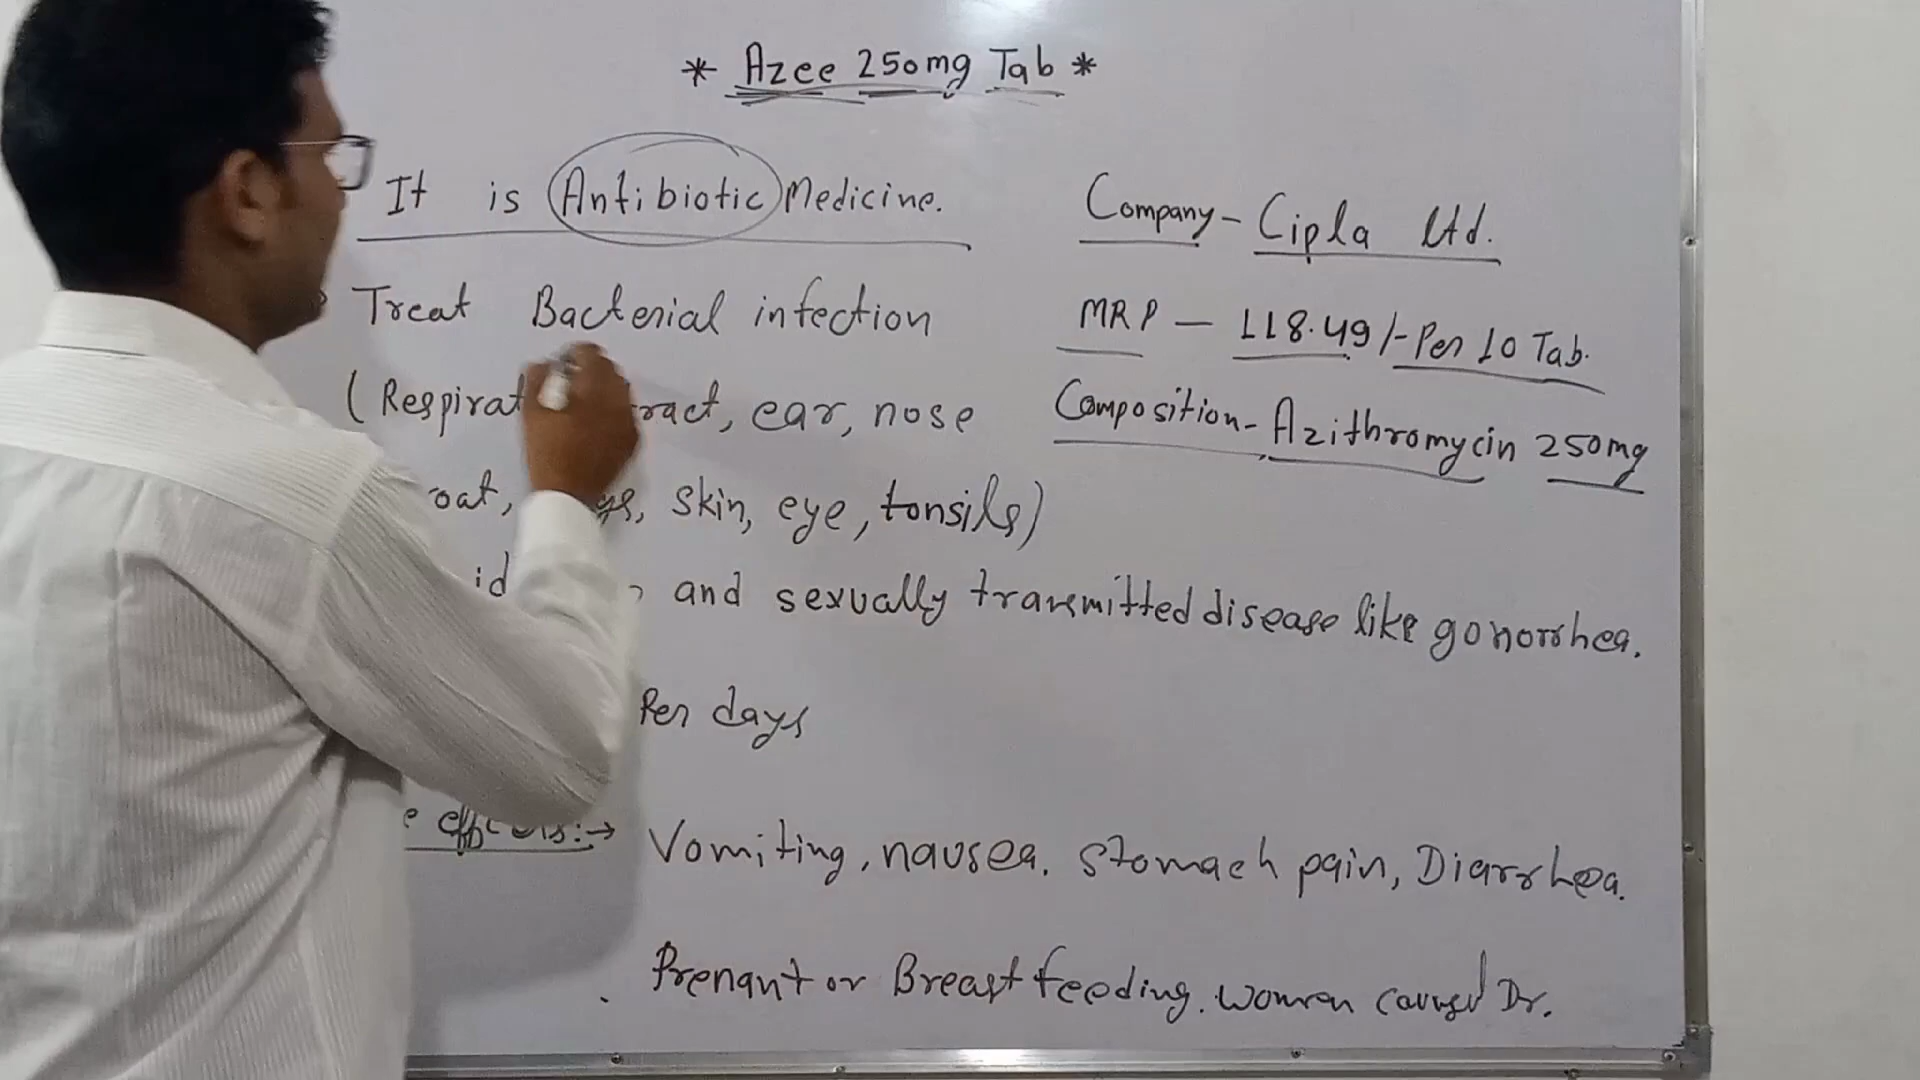 * Azee 250mg Tab *
It is Antibiotic Medicine.
Company - Cipla Ltd.
Treat Bacterial infection
MRP - 118.49/- Per 10 Tab.
(Respirat ract, ear, nose
Composition - Azithromycin 250mg
oat, skin, eye, tonsils)
and sexually transmitted disease like gonorrhea.
Per days
effects:→ Vomiting, nausea. Stomach pain, Diarrhea.
Prenant or Breast feeding. women Dr.